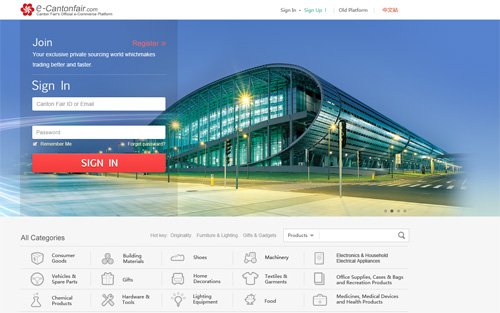 e-Cantonfair.com
Canton Fair's Official e-Commerce Platform
Sign In - Sign Up ! | Old Platform | 中文站
Join Register >
Your exclusive private sourcing world whichmakes
trading better and faster.
Sign In
Canton Fair ID or Email
Password
Remember Me Forgot password?
SIGN IN
All Categories Hot key: Originality Furniture & Lighting Gifts & Gadgets Products
Consumer Goods
Building Materials
Shoes
Machinery
Electronics & Household Electrical Appliances
Vehicles & Spare Parts
Gifts
Home Decorations
Textiles & Garments
Office Supplies, Cases & Bags and Recreation Products
Chemical Products
Hardware & Tools
Lighting Equipment
Food
Medicines, Medical Devices and Health Products